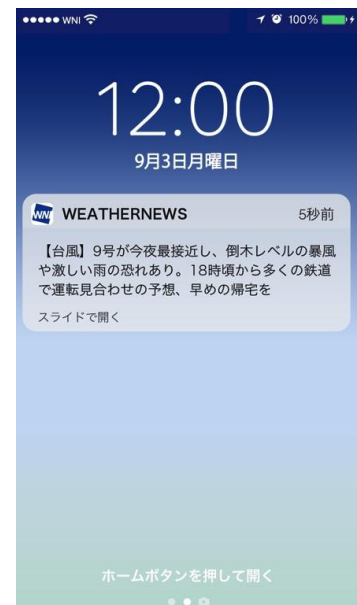 WNI 100%
12:00
9月3日月曜日
WNI WEATHERNEWS 5秒前
【台風】9号が今夜最接近し、倒木レベルの暴風
や激しい雨の恐れあり。18時頃から多くの鉄道
で運転見合わせの予想、早めの帰宅を
スライドで開く
ホームボタンを押して開く